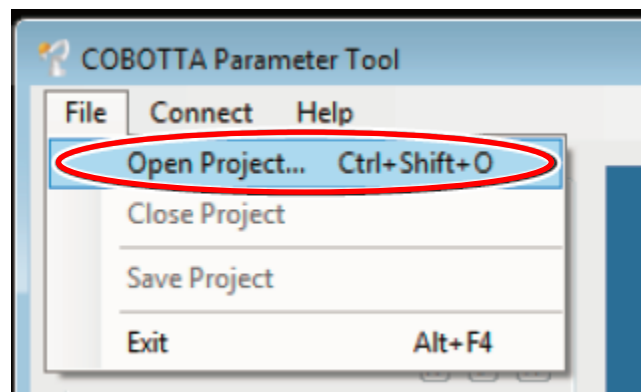 COBOTTA Parameter Tool
File Connect Help
Open Project... Ctrl+Shift+O
Close Project
Save Project
Exit Alt+F4